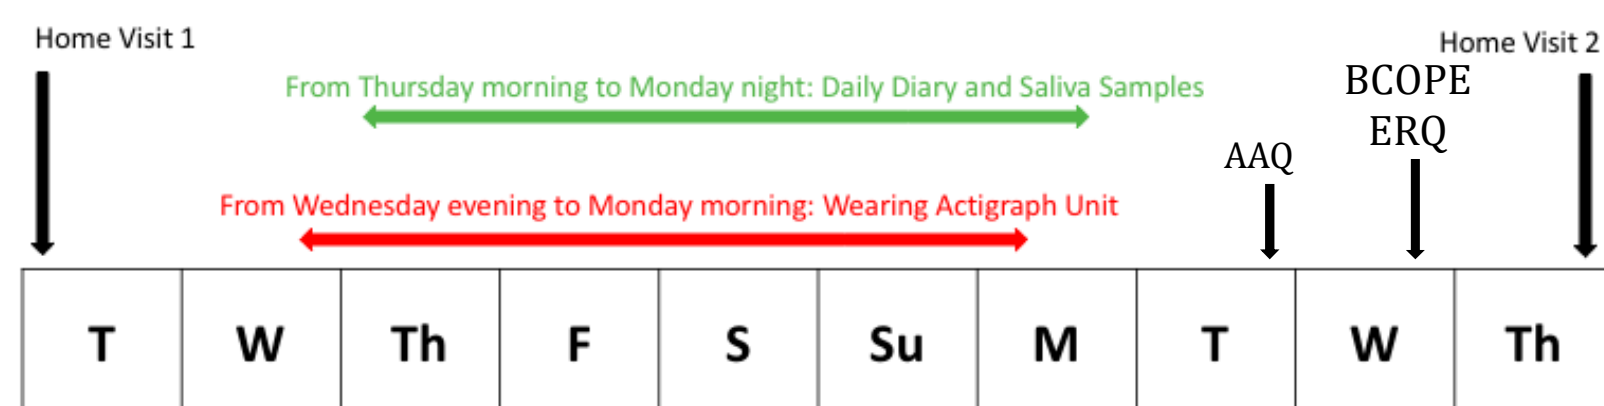 Home Visit 1
Home Visit 2
From Thursday morning to Monday night: Daily Diary and Saliva Samples
BCOPE
ERQ
AAQ
From Wednesday evening to Monday morning: Wearing Actigraph Unit
T W Th F S Su M T W Th